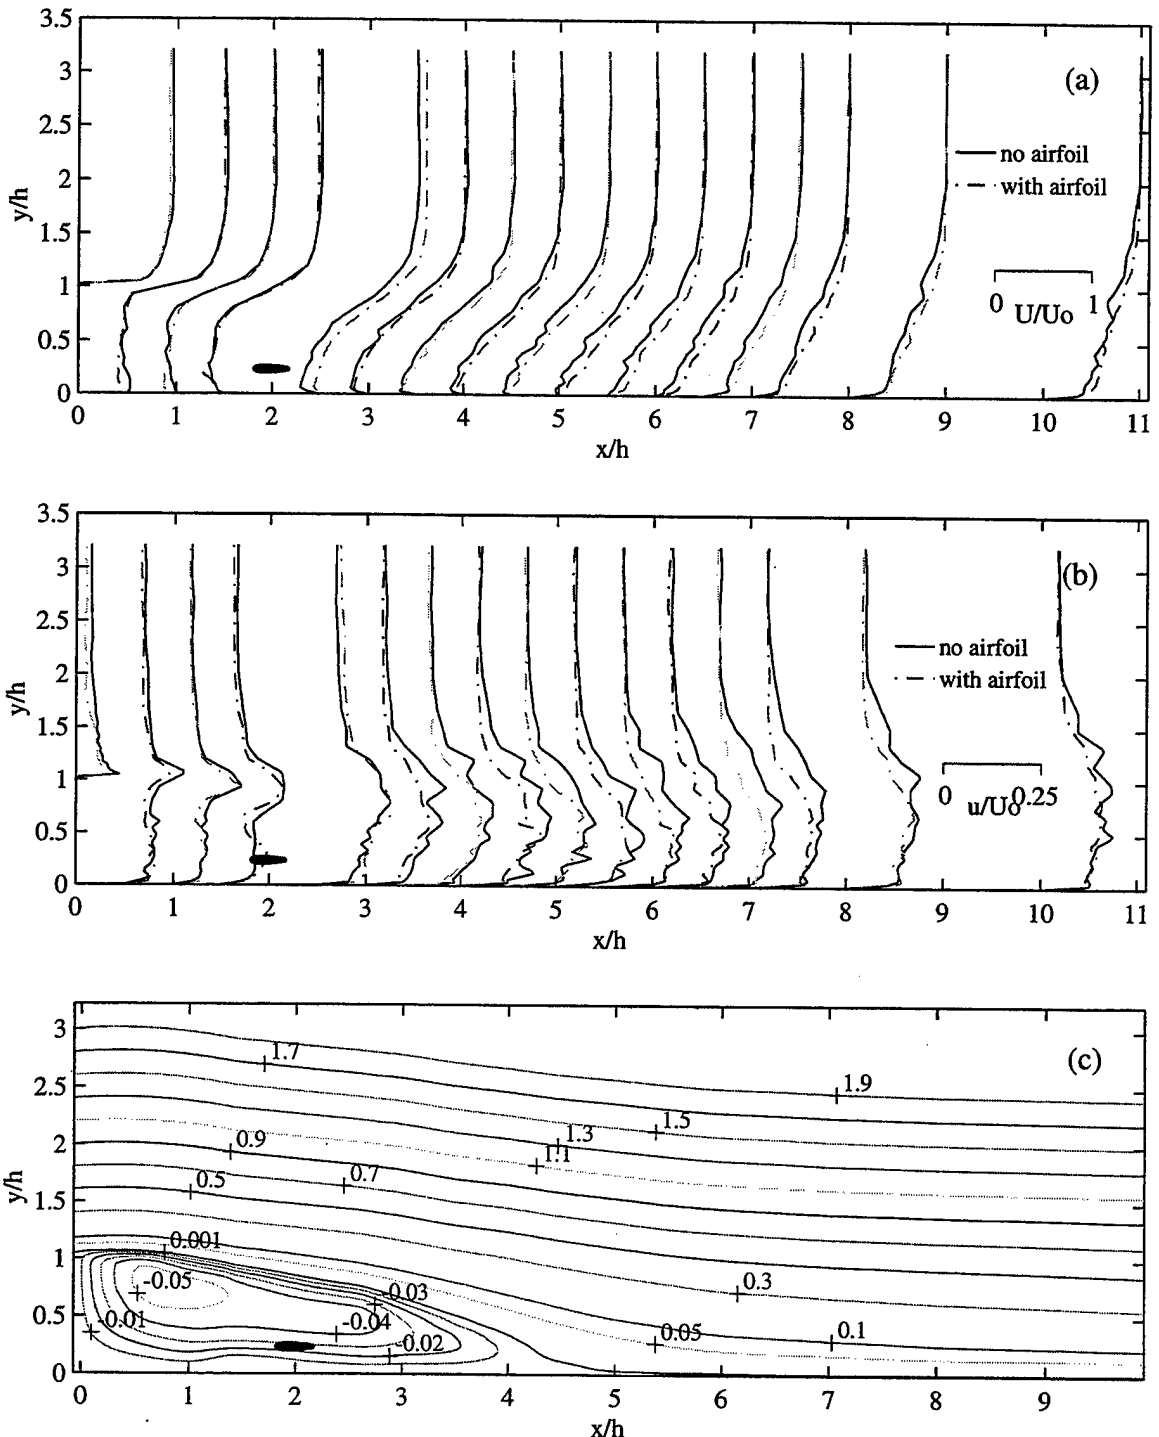 3.5
3
2.5
2
1.5
1
0.5
0
y/h
(a)
no airfoil
with airfoil
0 U/Uo 1
0 1 2 3 4 5 6 7 8 9 10 11
x/h
3.5
3
2.5
2
1.5
1
0.5
0
y/h
(b)
no airfoil
with airfoil
0 u/Uo 0.25
0 1 2 3 4 5 6 7 8 9 10 11
x/h
3
2.5
2
1.5
1
0.5
0
y/h
(c)
1.7
1.9
1.5
1.3
1.1
0.9
0.7
0.5
0.001
0.3
-0.05
-0.03
-0.01
-0.04
0.05
0.1
-0.02
0 1 2 3 4 5 6 7 8 9
x/h